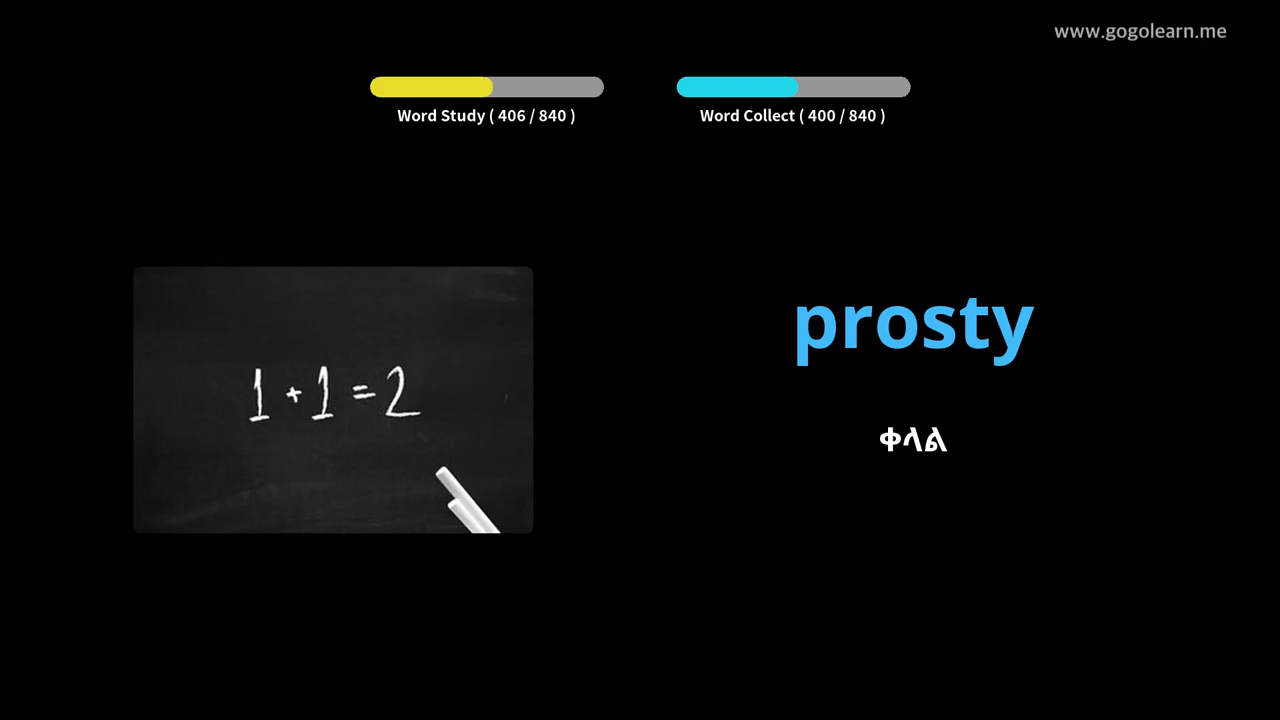 www.gogolearn.me
Word Study ( 406 / 840 )
Word Collect ( 400 / 840 )
1 + 1 = 2
prosty
ቀላል